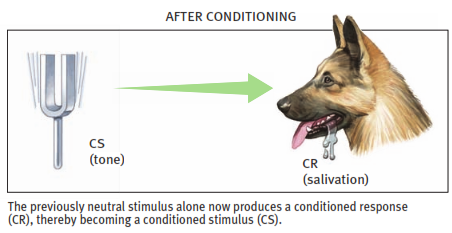 AFTER CONDITIONING
CS
(tone)
CR
(salivation)
The previously neutral stimulus alone now produces a conditioned response
(CR), thereby becoming a conditioned stimulus (CS).